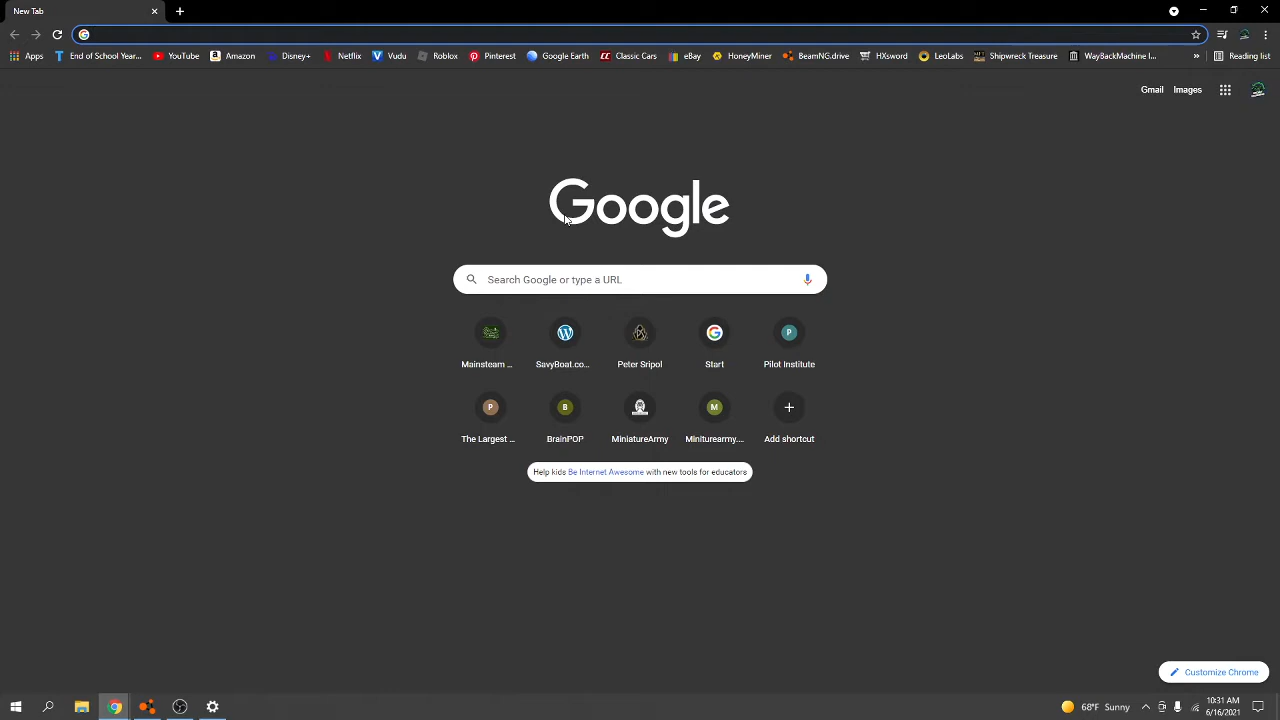 New Tab
Apps End of School Year... YouTube Amazon Disney+ Netflix Vudu Roblox Pinterest Google Earth Classic Cars eBay HoneyMiner BeamNG.drive HXsword LeoLabs Shipwreck Treasure WayBackMachine I... » Reading list
Gmail Images
Google
Search Google or type a URL
Mainsteam ... SavyBoat.co... Peter Sripol Start Pilot Institute
P
The Largest ... BrainPOP MiniatureArmy Miniturearmy.... Add shortcut
P B M
Help kids Be Internet Awesome with new tools for educators
Customize Chrome
68°F Sunny
10:31 AM
6/16/2021